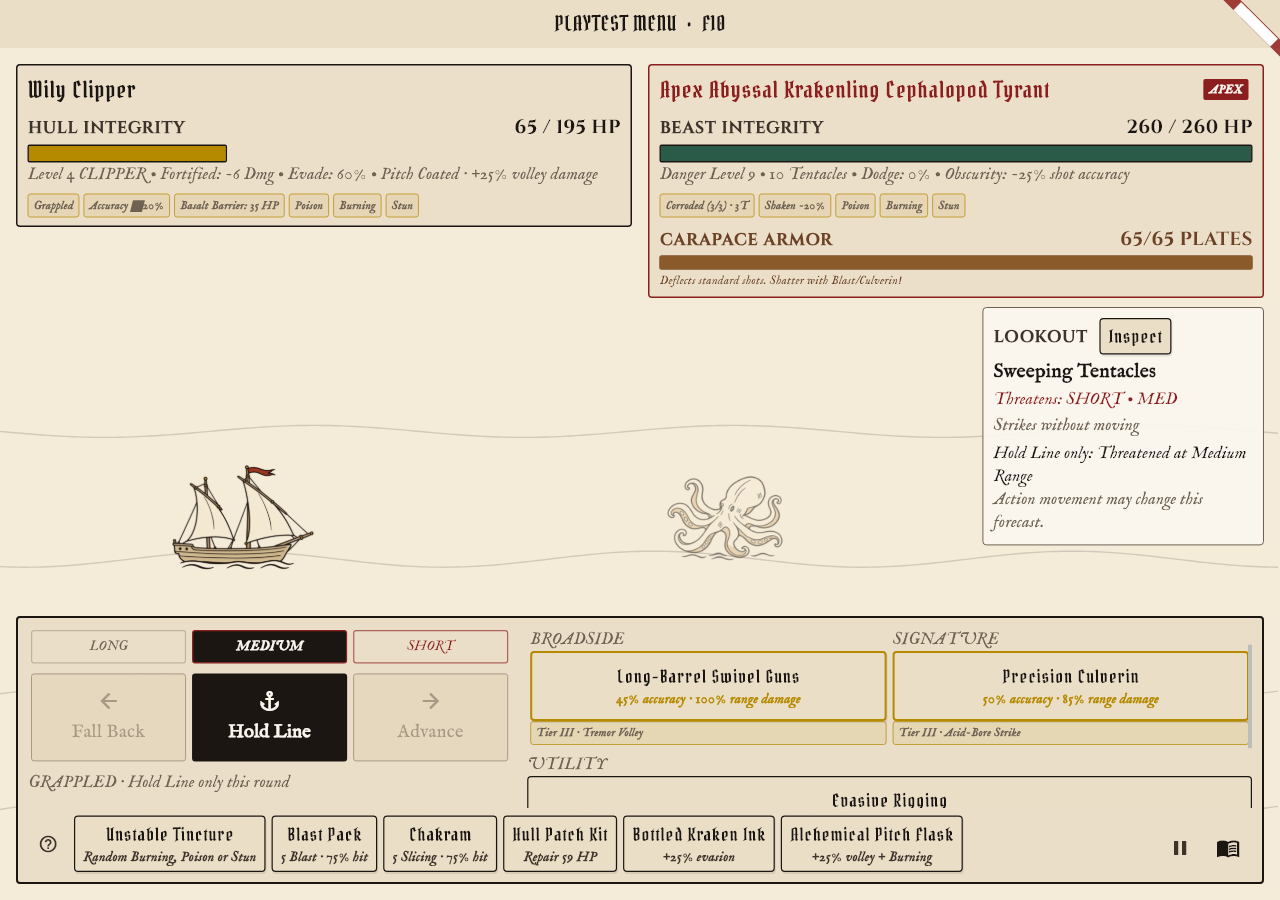 PLAYTEST MENU · F10
Wily Clipper
HULL INTEGRITY 65 / 195 HP
Level 4 CLIPPER • Fortified: -6 Dmg • Evade: 60% • Pitch Coated · +25% volley damage
Grappled Accuracy 20% Basalt Barrier: 35 HP Poison Burning Stun
Apex Abyssal Krakenling Cephalopod Tyrant APEX
BEAST INTEGRITY 260 / 260 HP
Danger Level 9 • 10 Tentacles • Dodge: 0% • Obscurity: -25% shot accuracy
Corroded (3/3) · 3T Shaken -20% Poison Burning Stun
CARAPACE ARMOR 65/65 PLATES
Deflects standard shots. Shatter with Blast/Culverin!
LOOKOUT Inspect
Sweeping Tentacles
Threatens: SHORT • MED
Strikes without moving
Hold Line only: Threatened at Medium
Range
Action movement may change this
forecast.
LONG MEDIUM SHORT
Fall Back Hold Line Advance
GRAPPLED · Hold Line only this round
BROADSIDE SIGNATURE
Long-Barrel Swivel Guns Precision Culverin
45% accuracy · 100% range damage 50% accuracy · 85% range damage
Tier III · Tremor Volley Tier III · Acid-Bore Strike
UTILITY
Evasive Rigging
Unstable Tincture Blast Pack Chakram Hull Patch Kit Bottled Kraken Ink Alchemical Pitch Flask
Random Burning, Poison or Stun 5 Blast · 75% hit 5 Slicing · 75% hit Repair 59 HP +25% evasion +25% volley + Burning